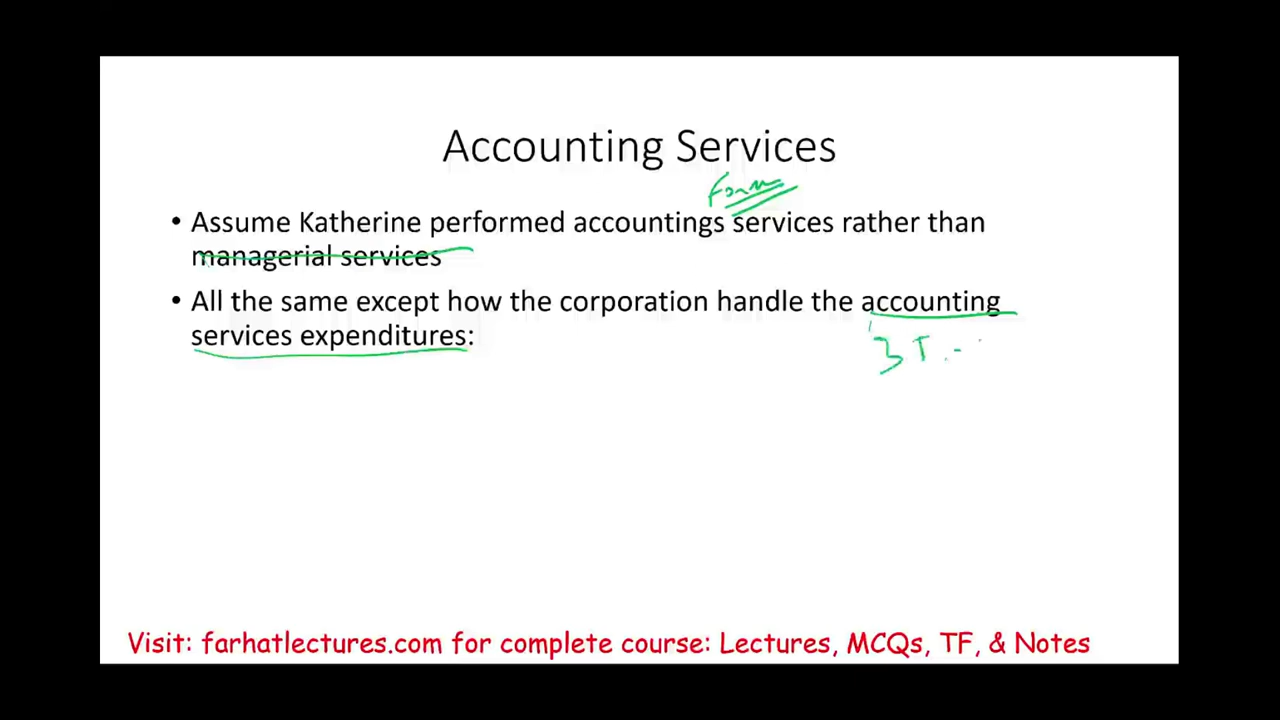 Accounting Services
• Assume Katherine performed accountings services rather than
managerial services
• All the same except how the corporation handle the accounting
services expenditures:
Visit: farhatlectures.com for complete course: Lectures, MCQs, TF, & Notes